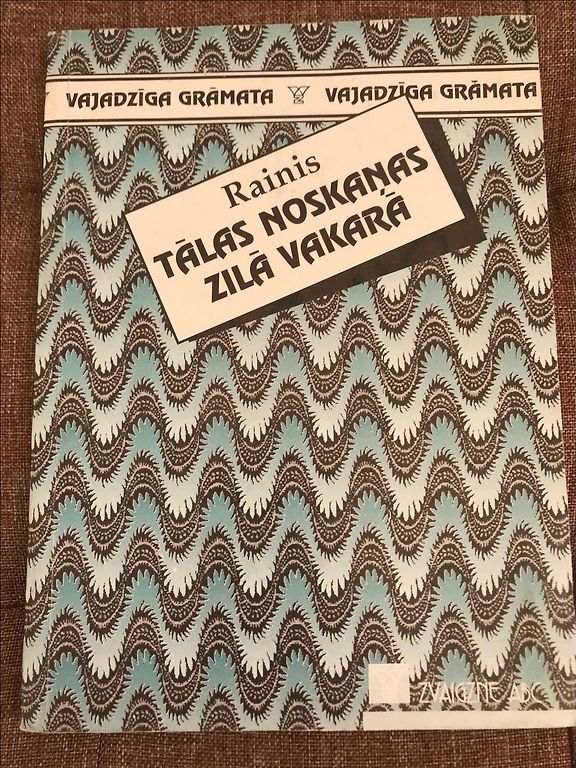 VAJADZĪGA GRĀMATA VAJADZĪGA GRĀMATA
Rainis
TĀLAS NOSKAŅAS
ZILĀ VAKARĀ
ZVAIGZNE ABC